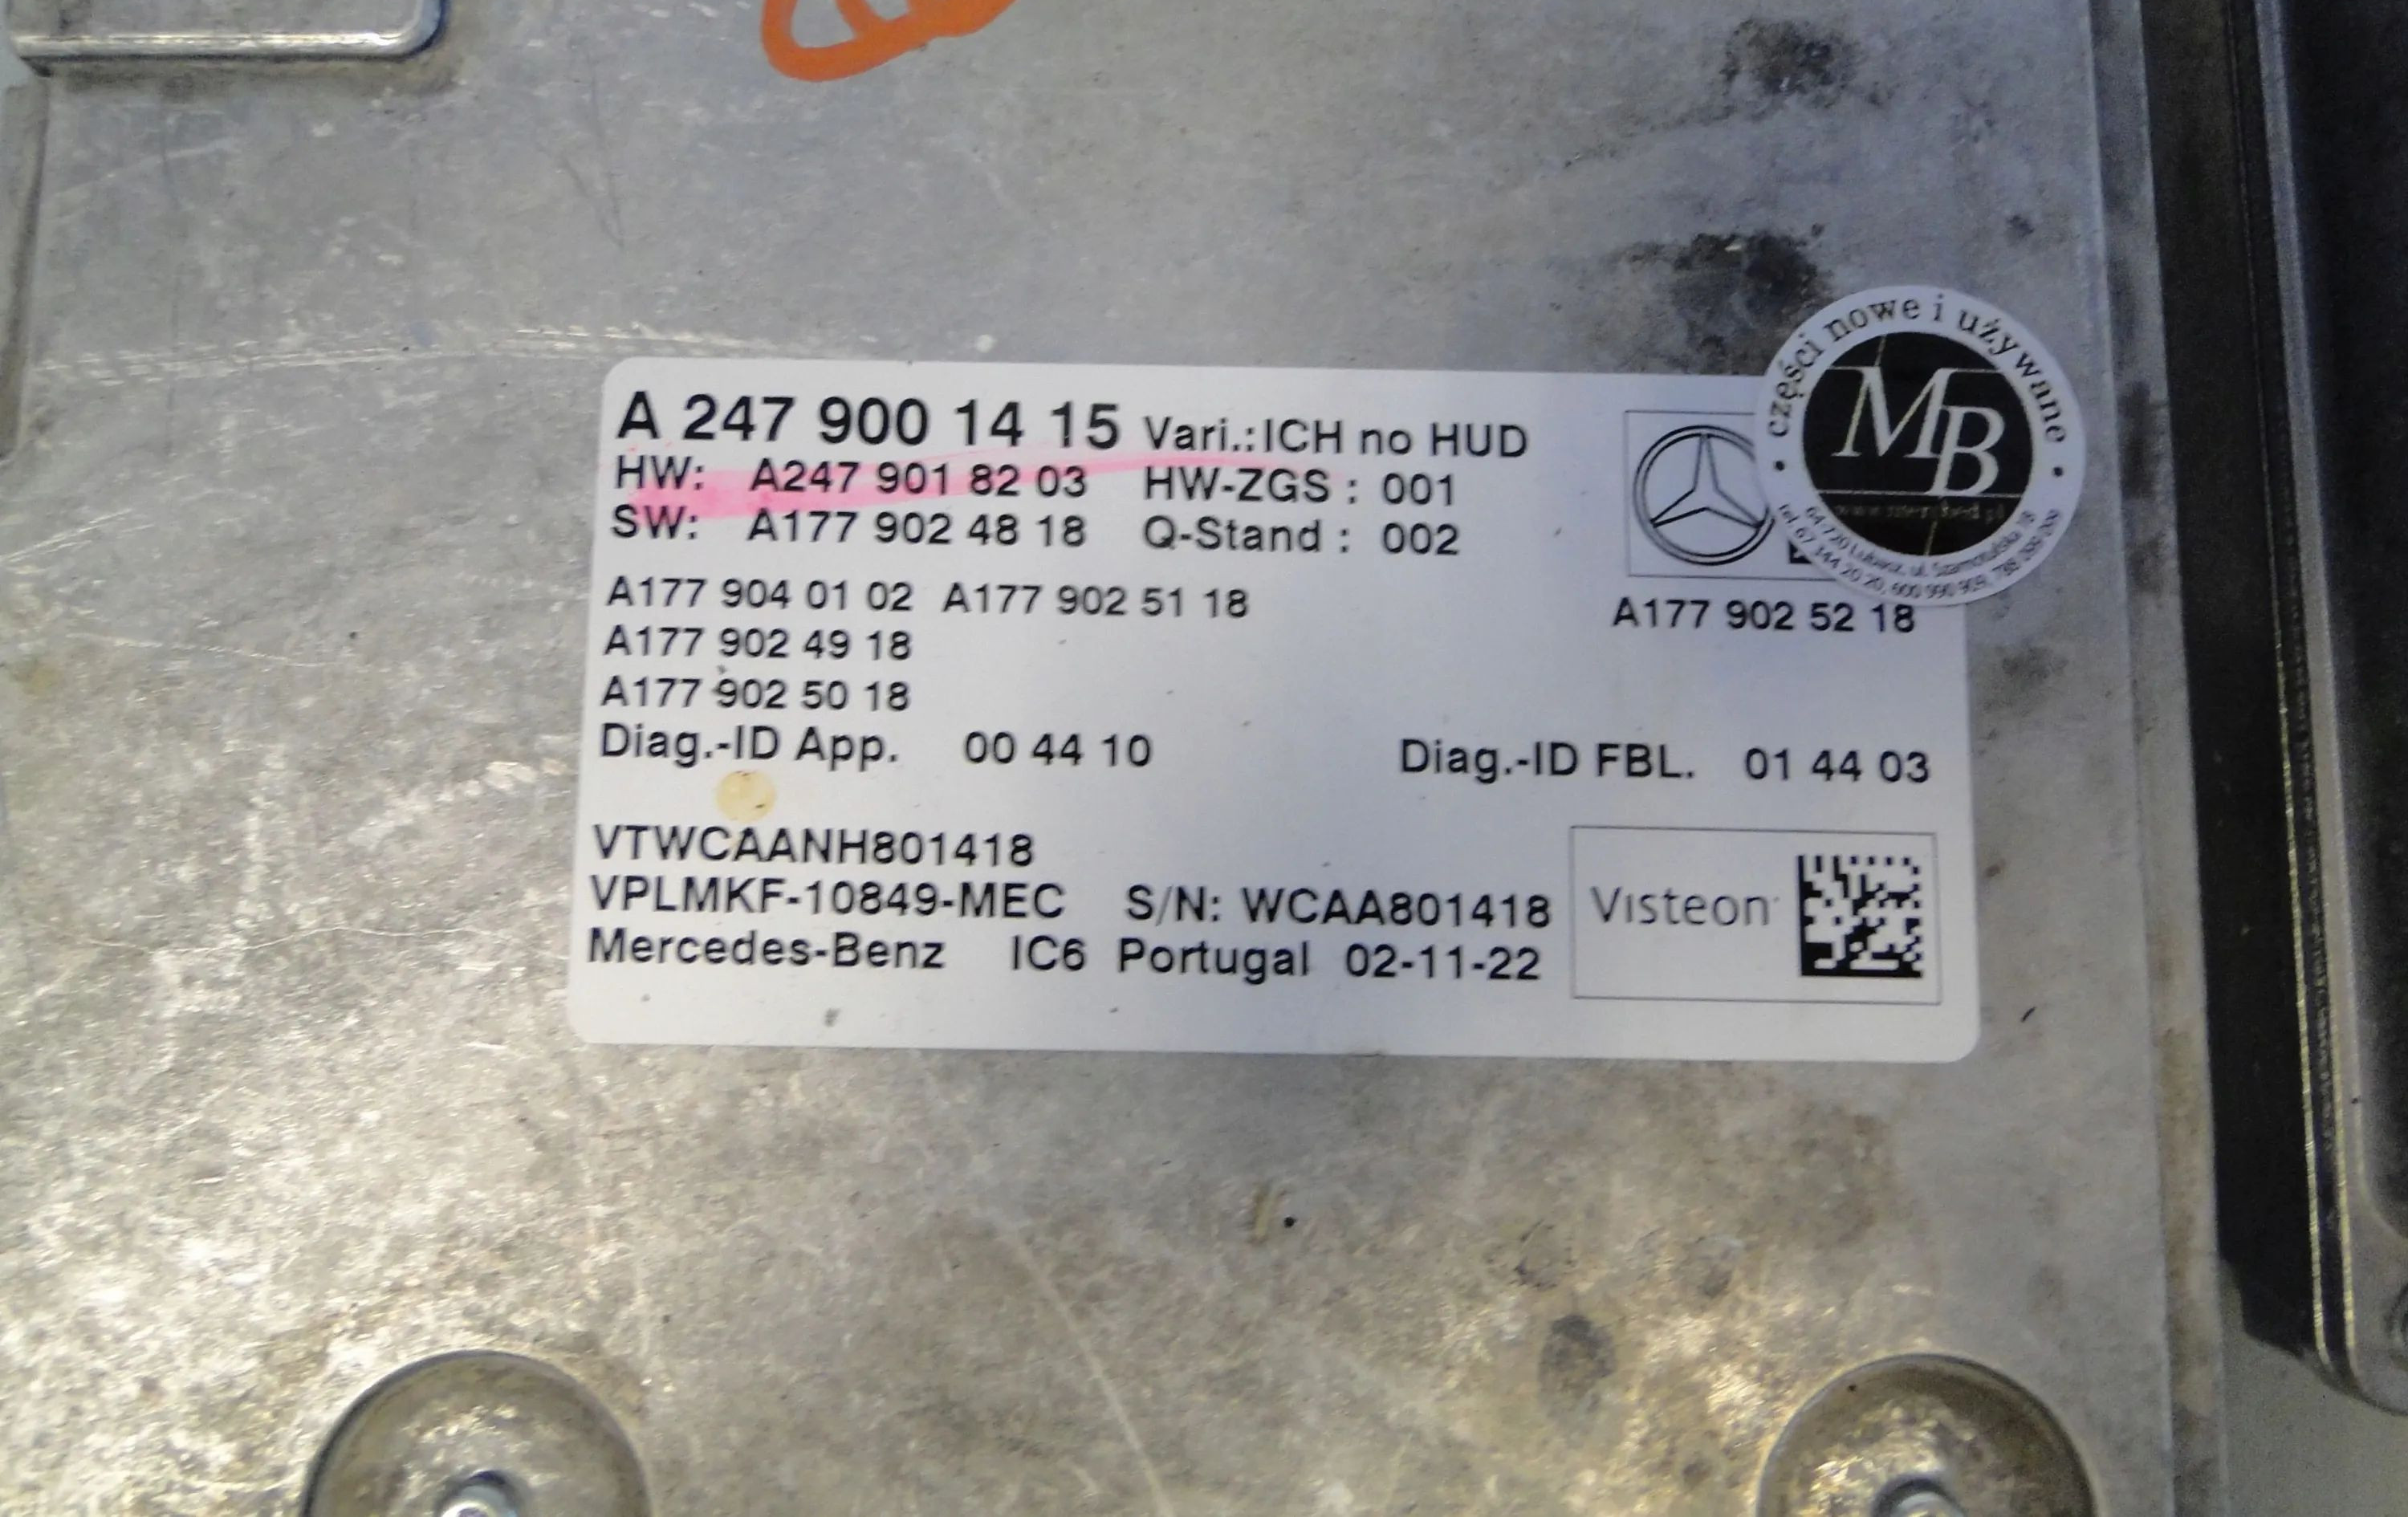 A 247 900 14 15 Vari.:ICH no HUD
HW: A247 901 82 03 HW-ZGS : 001
SW: A177 902 48 18 Q-Stand : 002
A177 904 01 02 A177 902 51 18 A177 902 52 18
A177 902 49 18
A177 902 50 18
Diag.-ID App. 00 44 10 Diag.-ID FBL. 01 44 03
VTWCAANH801418
VPLMKF-10849-MEC S/N: WCAA801418
Mercedes-Benz IC6 Portugal 02-11-22
Visteon
części nowe i używane
MB